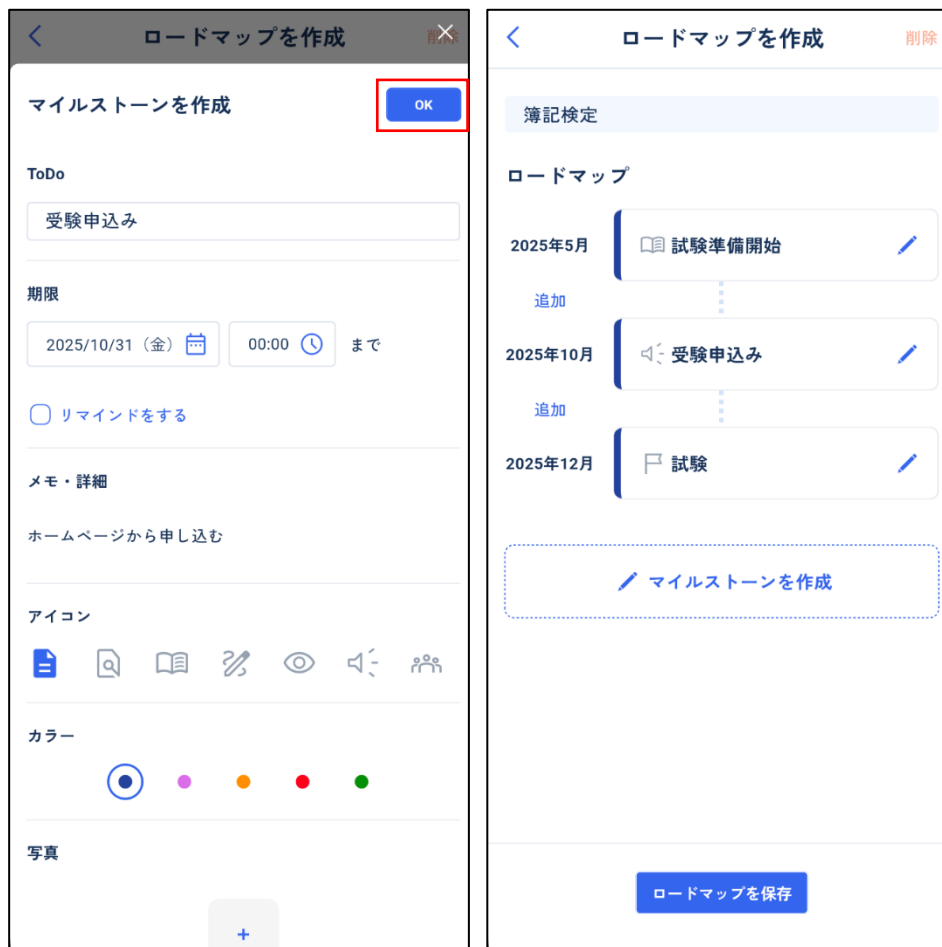 ロードマップを作成
削除
マイルストーンを作成
OK
ToDo
受験申込み
期限
2025/10/31（金） 00:00 まで
リマインドをする
メモ・詳細
ホームページから申し込む
アイコン
カラー
写真
+
ロードマップを作成 削除
簿記検定
ロードマップ
2025年5月 試験準備開始
追加
2025年10月 受験申込み
追加
2025年12月 試験
マイルストーンを作成
ロードマップを保存